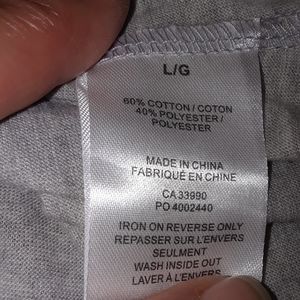 L/G
60% COTTON / COTON
40% POLYESTER /
POLYESTER
MADE IN CHINA
FABRIQUÉ EN CHINE
CA 33990
PO 4002440
IRON ON REVERSE ONLY
REPASSER SUR L'ENVERS
SEULMENT
WASH INSIDE OUT
LAVER À L'ENVERS